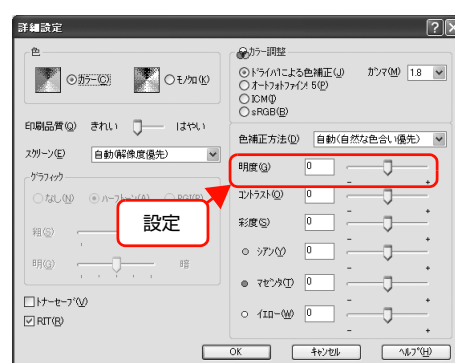 詳細設定
色
カラー(C)
モノクロ(K)
印刷品質(Q) きれい はやい
スクリーン(E) 自動(解像度優先)
グラフィック
なし(N) ハーフトーン(A) RGT(R)
粗(S)
明(G) 暗
トナーセーブ(V)
RIT(R)
設定
カラー調整
ドライバによる色補正(J) ガンマ(M) 1.8
オートフォトファイン! 5(P)
ICM(I)
sRGB(B)
色補正方法(D) 自動(自然な色合い優先)
明度(G) 0
- +
コントラスト(O) 0
- +
彩度(S) 0
- +
シアン(Y) 0
- +
マゼンタ(T) 0
- +
イエロー(W) 0
- +
OK キャンセル ヘルプ(H)